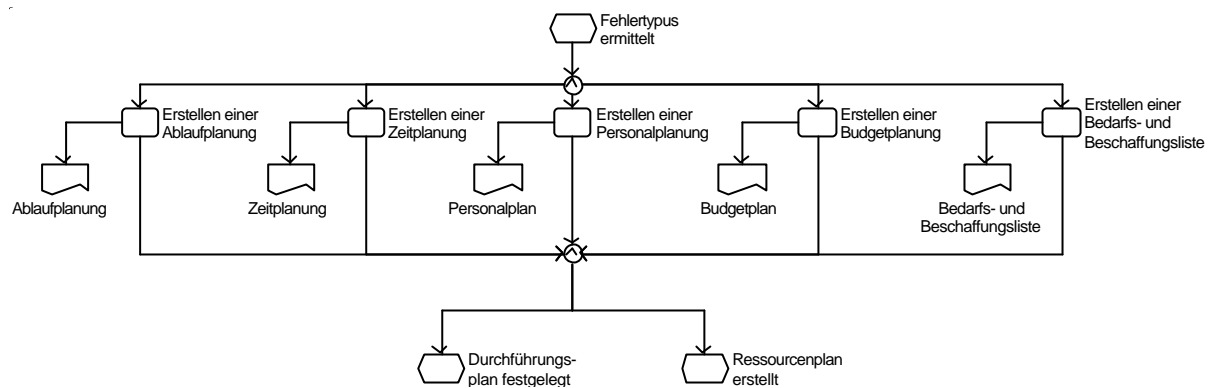 Fehlertypus
ermittelt
Erstellen einer
Ablaufplanung
Erstellen einer
Zeitplanung
Erstellen einer
Personalplanung
Erstellen einer
Budgetplanung
Erstellen einer
Bedarfs- und
Beschaffungsliste
Ablaufplanung
Zeitplanung
Personalplan
Budgetplan
Bedarfs- und
Beschaffungsliste
Durchführungs-
plan festgelegt
Ressourcenplan
erstellt